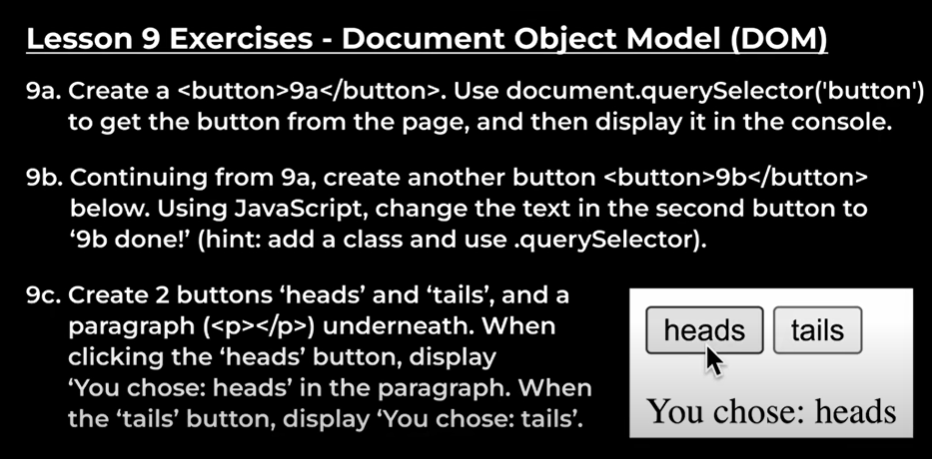 Lesson 9 Exercises - Document Object Model (DOM)
9a. Create a <button>9a</button>. Use document.querySelector('button')
to get the button from the page, and then display it in the console.
9b. Continuing from 9a, create another button <button>9b</button>
below. Using JavaScript, change the text in the second button to
‘9b done!’ (hint: add a class and use .querySelector).
9c. Create 2 buttons ‘heads’ and ‘tails’, and a
paragraph (<p></p>) underneath. When
clicking the ‘heads’ button, display
‘You chose: heads’ in the paragraph. When
the ‘tails’ button, display ‘You chose: tails’.
heads tails
You chose: heads